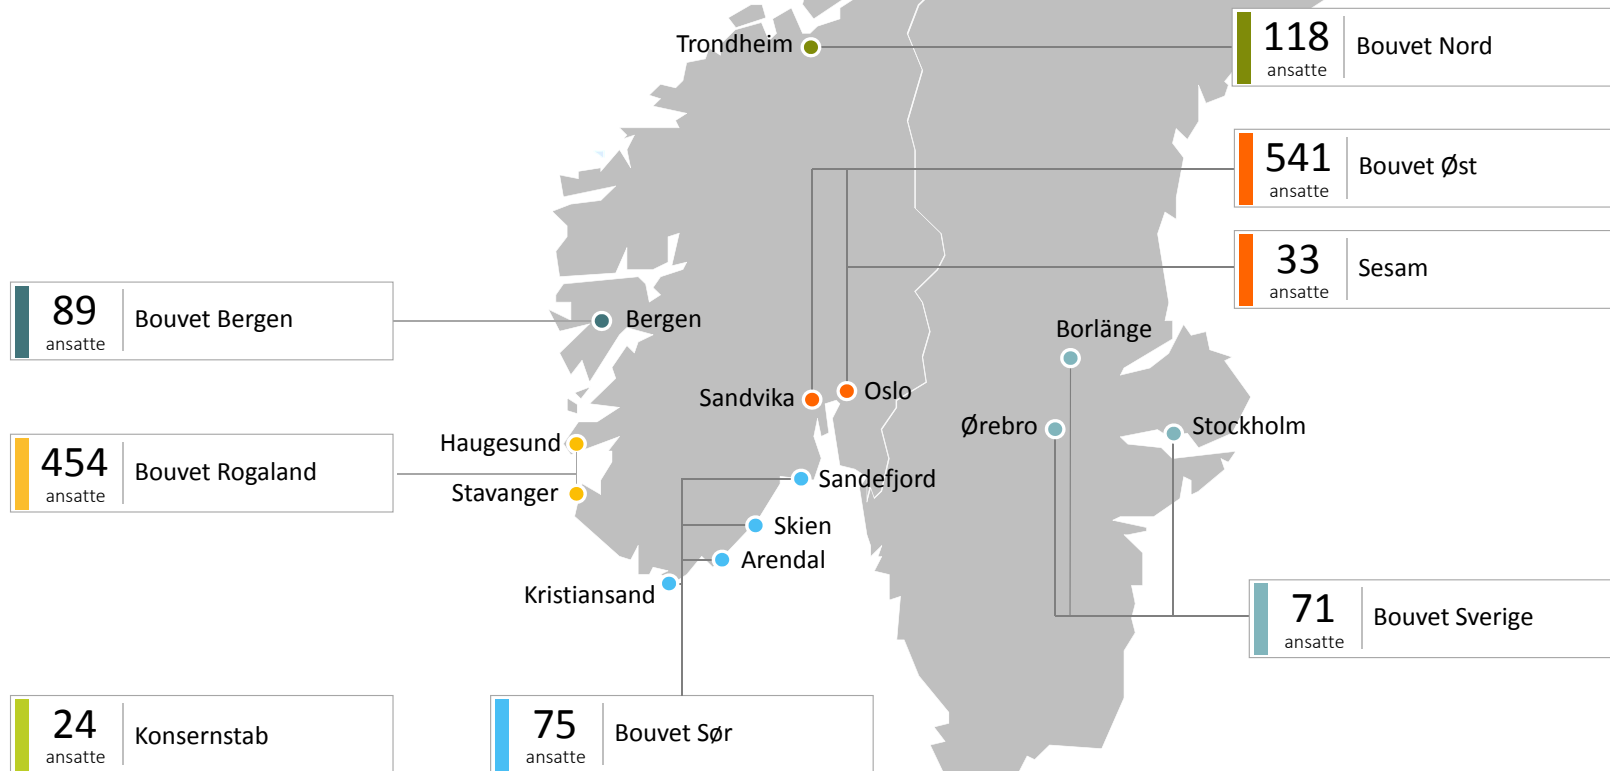 Trondheim
118
ansatte
Bouvet Nord
541
ansatte
Bouvet Øst
33
ansatte
Sesam
89
ansatte
Bouvet Bergen
Bergen
Borlänge
Sandvika
Oslo
Ørebro
Stockholm
Haugesund
454
ansatte
Bouvet Rogaland
Stavanger
Sandefjord
Skien
Arendal
Kristiansand
71
ansatte
Bouvet Sverige
24
ansatte
Konsernstab
75
ansatte
Bouvet Sør